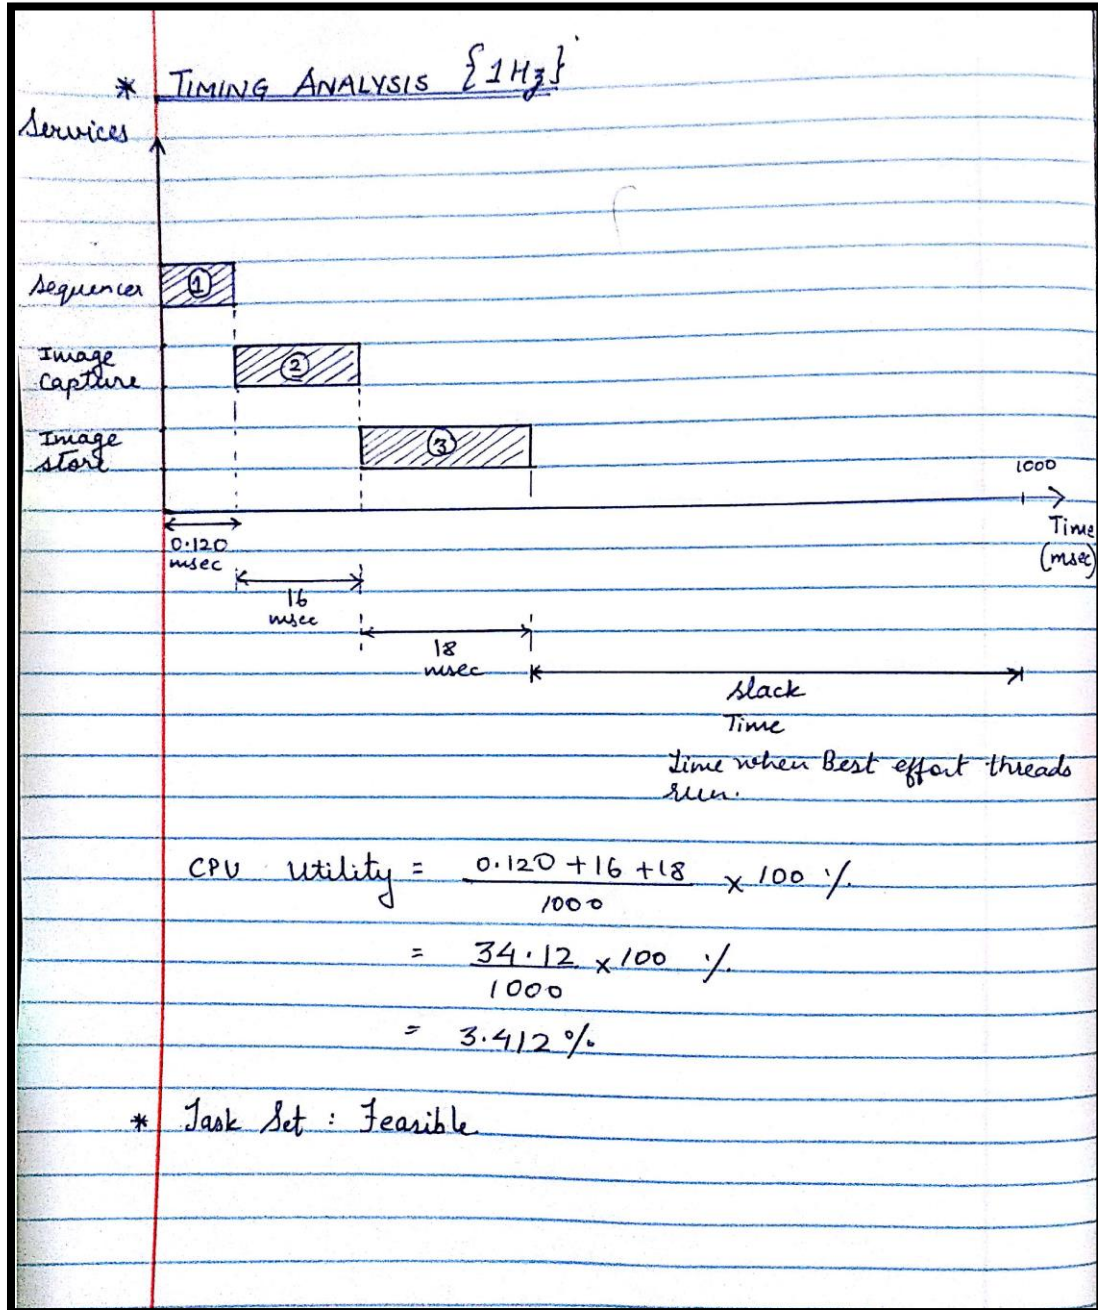 * TIMING ANALYSIS {1Hz}
Services
Sequencer
1
Image
Capture
2
Image
store
3
1000
Time
(msec)
0.120
msec
16
msec
18
msec
Slack
Time
Time when Best effort threads
run.
CPU Utility = 0.120 + 16 + 18 / 1000 × 100 %
= 34.12 / 1000 × 100 %
= 3.412 %
* Task Set : Feasible